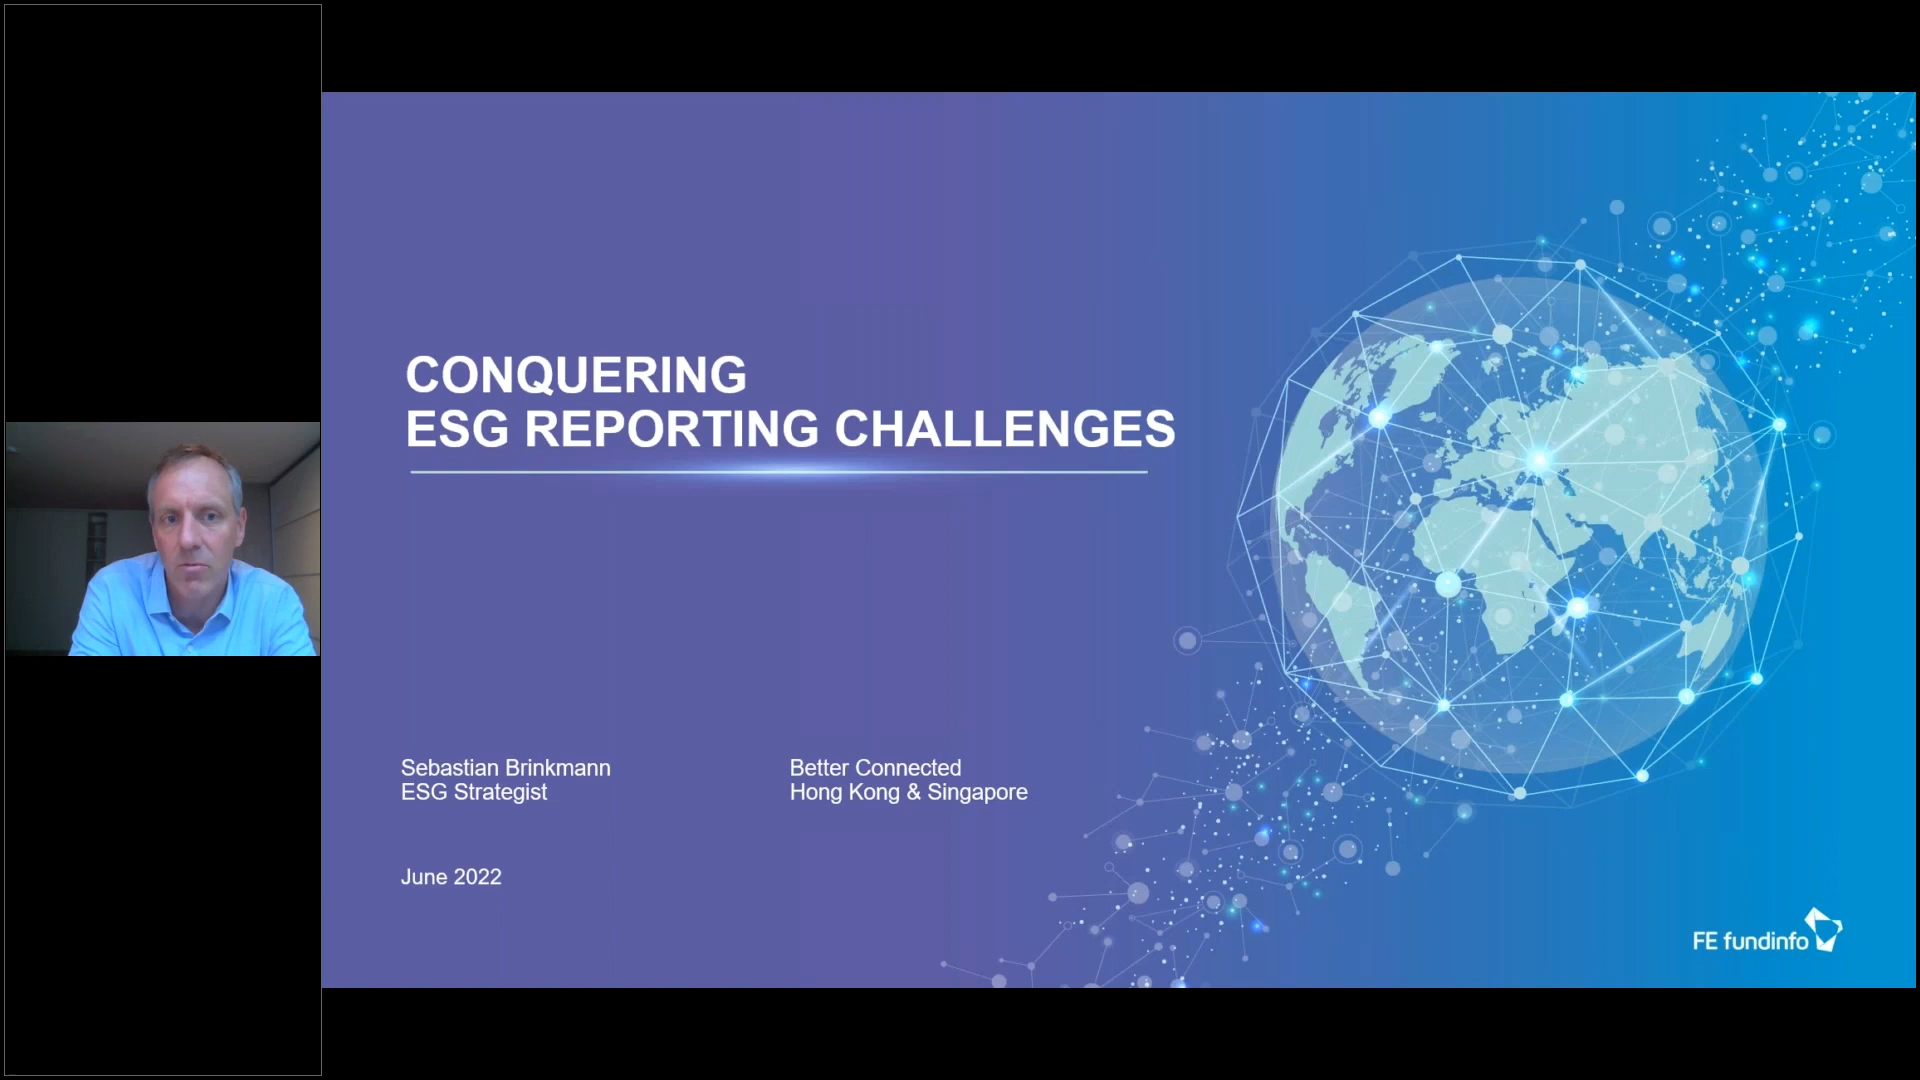 CONQUERING
ESG REPORTING CHALLENGES
Sebastian Brinkmann
ESG Strategist
Better Connected
Hong Kong & Singapore
June 2022
FE fundinfo